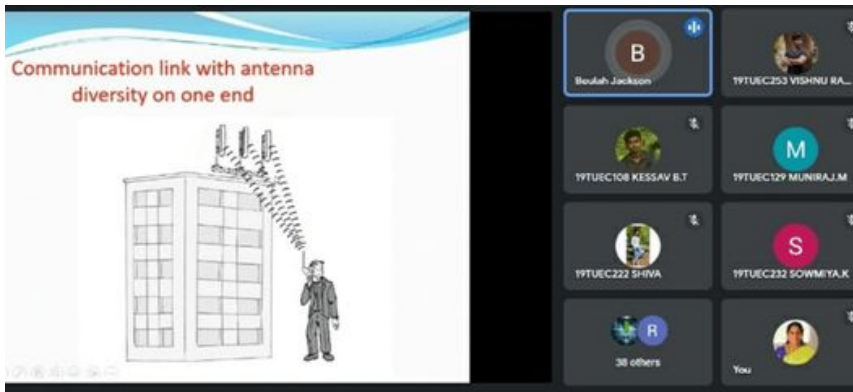 Communication link with antenna
diversity on one end
B
Beulah Jackson
19TUEC253 VISHNU RA...
19TUEC108 KESSAV B.T
M
19TUEC129 MUNIRAJ.M
19TUEC222 SHIVA
S
19TUEC232 SOWMIYA.K
R
38 others
You